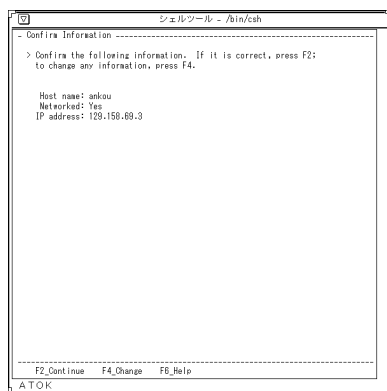 シェルツール - /bin/csh
- Confirm Information --------------------------------------------------
> Confirm the following information. If it is correct, press F2;
to change any information, press F4.
Host name: ankou
Networked: Yes
IP address: 129.158.69.3
F2_Continue F4_Change F6_Help
ATOK